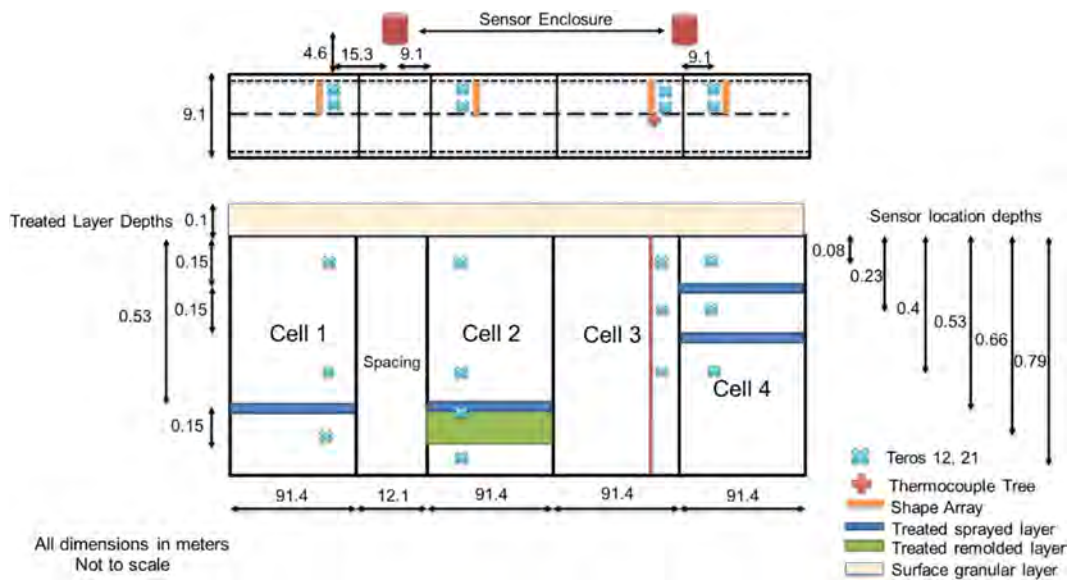 Sensor Enclosure
4.6
15.3
9.1
9.1
9.1
Treated Layer Depths
0.1
Sensor location depths
0.15
0.08
0.23
0.53
0.15
0.4
0.53
Cell 1
Cell 2
Cell 3
0.66
Spacing
0.79
Cell 4
0.15
Teros 12, 21
Thermocouple Tree
91.4
12.1
91.4
91.4
91.4
Shape Array
Treated sprayed layer
All dimensions in meters
Treated remolded layer
Not to scale
Surface granular layer